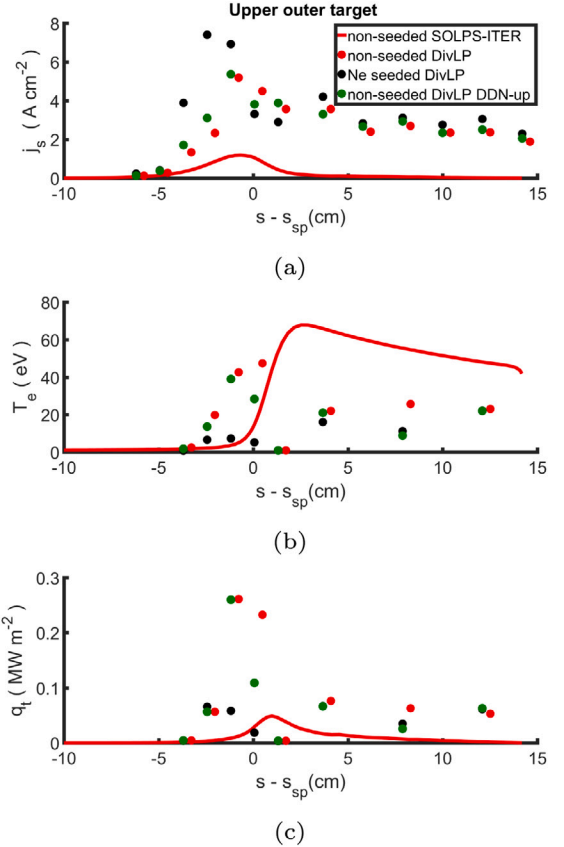 Upper outer target
8
6
4
2
0
j_s ( A cm^-2 )
non-seeded SOLPS-ITER
non-seeded DivLP
Ne seeded DivLP
non-seeded DivLP DDN-up
-10 -5 0 5 10 15
s - s_sp(cm)
(a)
80
60
40
20
0
T_e ( eV )
-10 -5 0 5 10 15
s - s_sp(cm)
(b)
0.3
0.2
0.1
0
q_t ( MW m^-2 )
-10 -5 0 5 10 15
s - s_sp(cm)
(c)